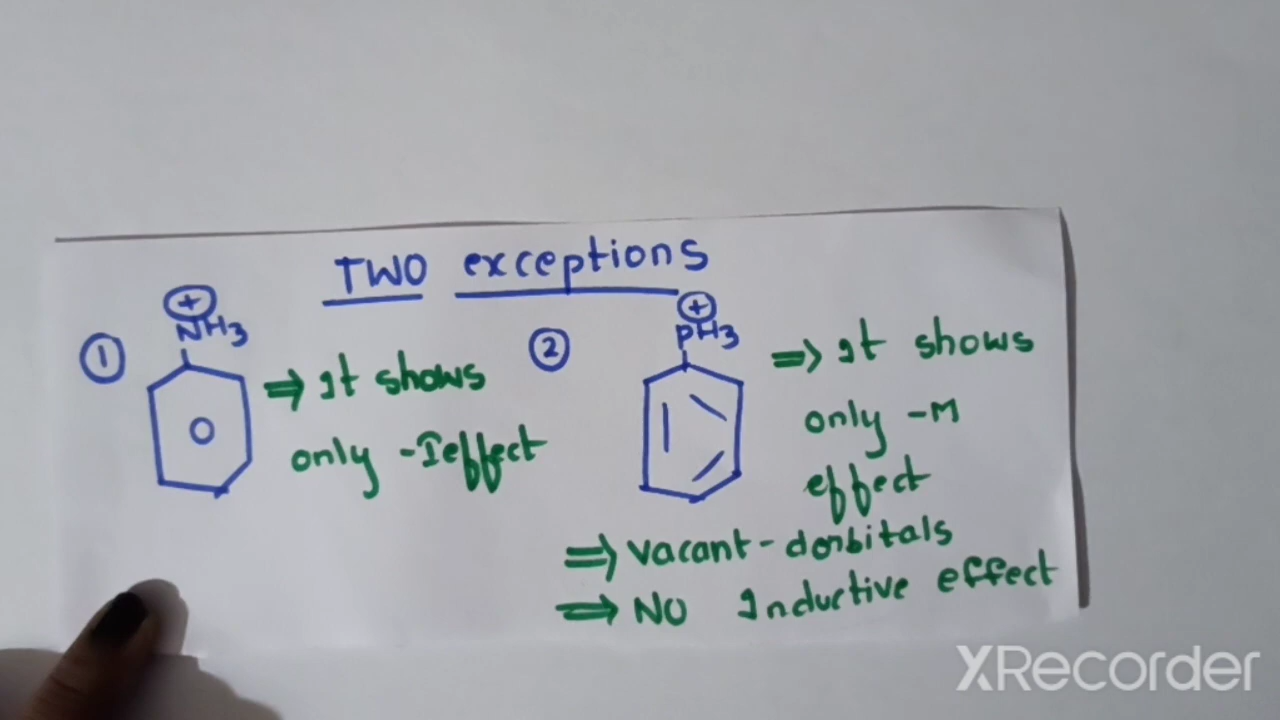 TWO exceptions
① ⊕
NH3
⇒ It shows
only -I effect
② ⊕
PH3
⇒ It shows
only -M
effect
⇒ vacant-dorbitals
⇒ NO Inductive effect
XRecorder